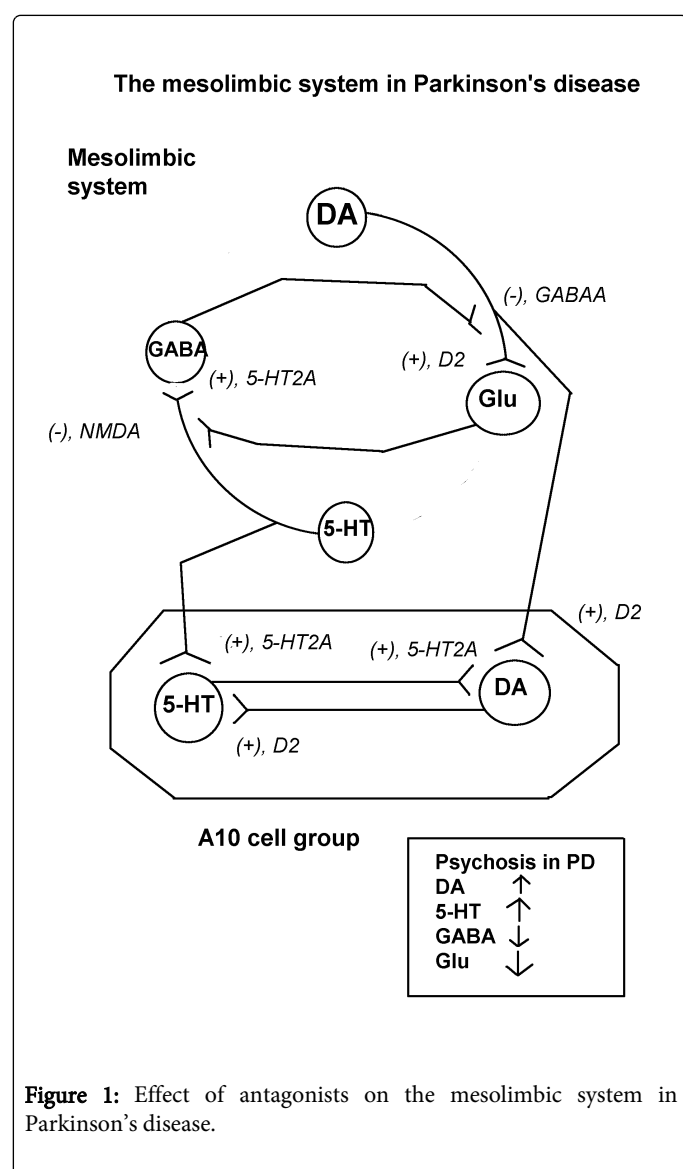 The mesolimbic system in Parkinson's disease
Mesolimbic
system
DA
(-), GABAA
GABA
(+), D2
(+), 5-HT2A
Glu
(-), NMDA
5-HT
(+), D2
(+), 5-HT2A
(+), 5-HT2A
5-HT
DA
(+), D2
A10 cell group
Psychosis in PD
DA ↑
5-HT ↑
GABA ↓
Glu ↓
Figure 1: Effect of antagonists on the mesolimbic system in
Parkinson’s disease.